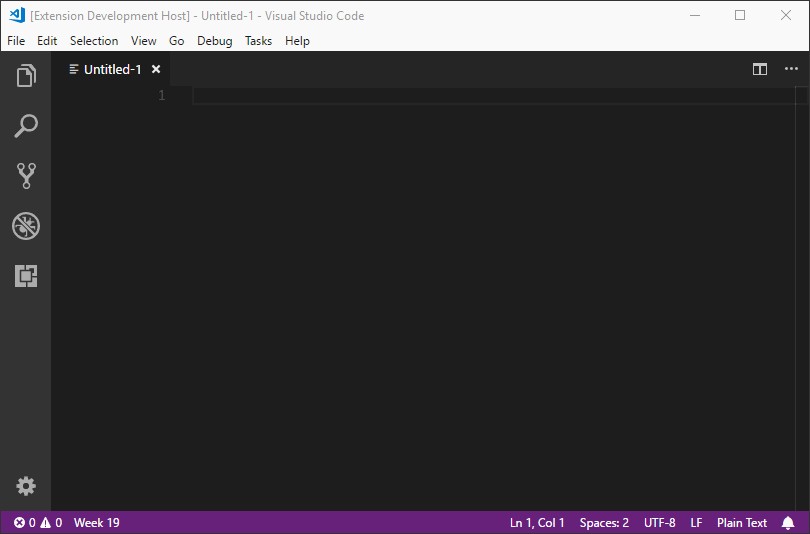 [Extension Development Host] - Untitled-1 - Visual Studio Code
File Edit Selection View Go Debug Tasks Help
Untitled-1
1
0 0 Week 19 Ln 1, Col 1 Spaces: 2 UTF-8 LF Plain Text